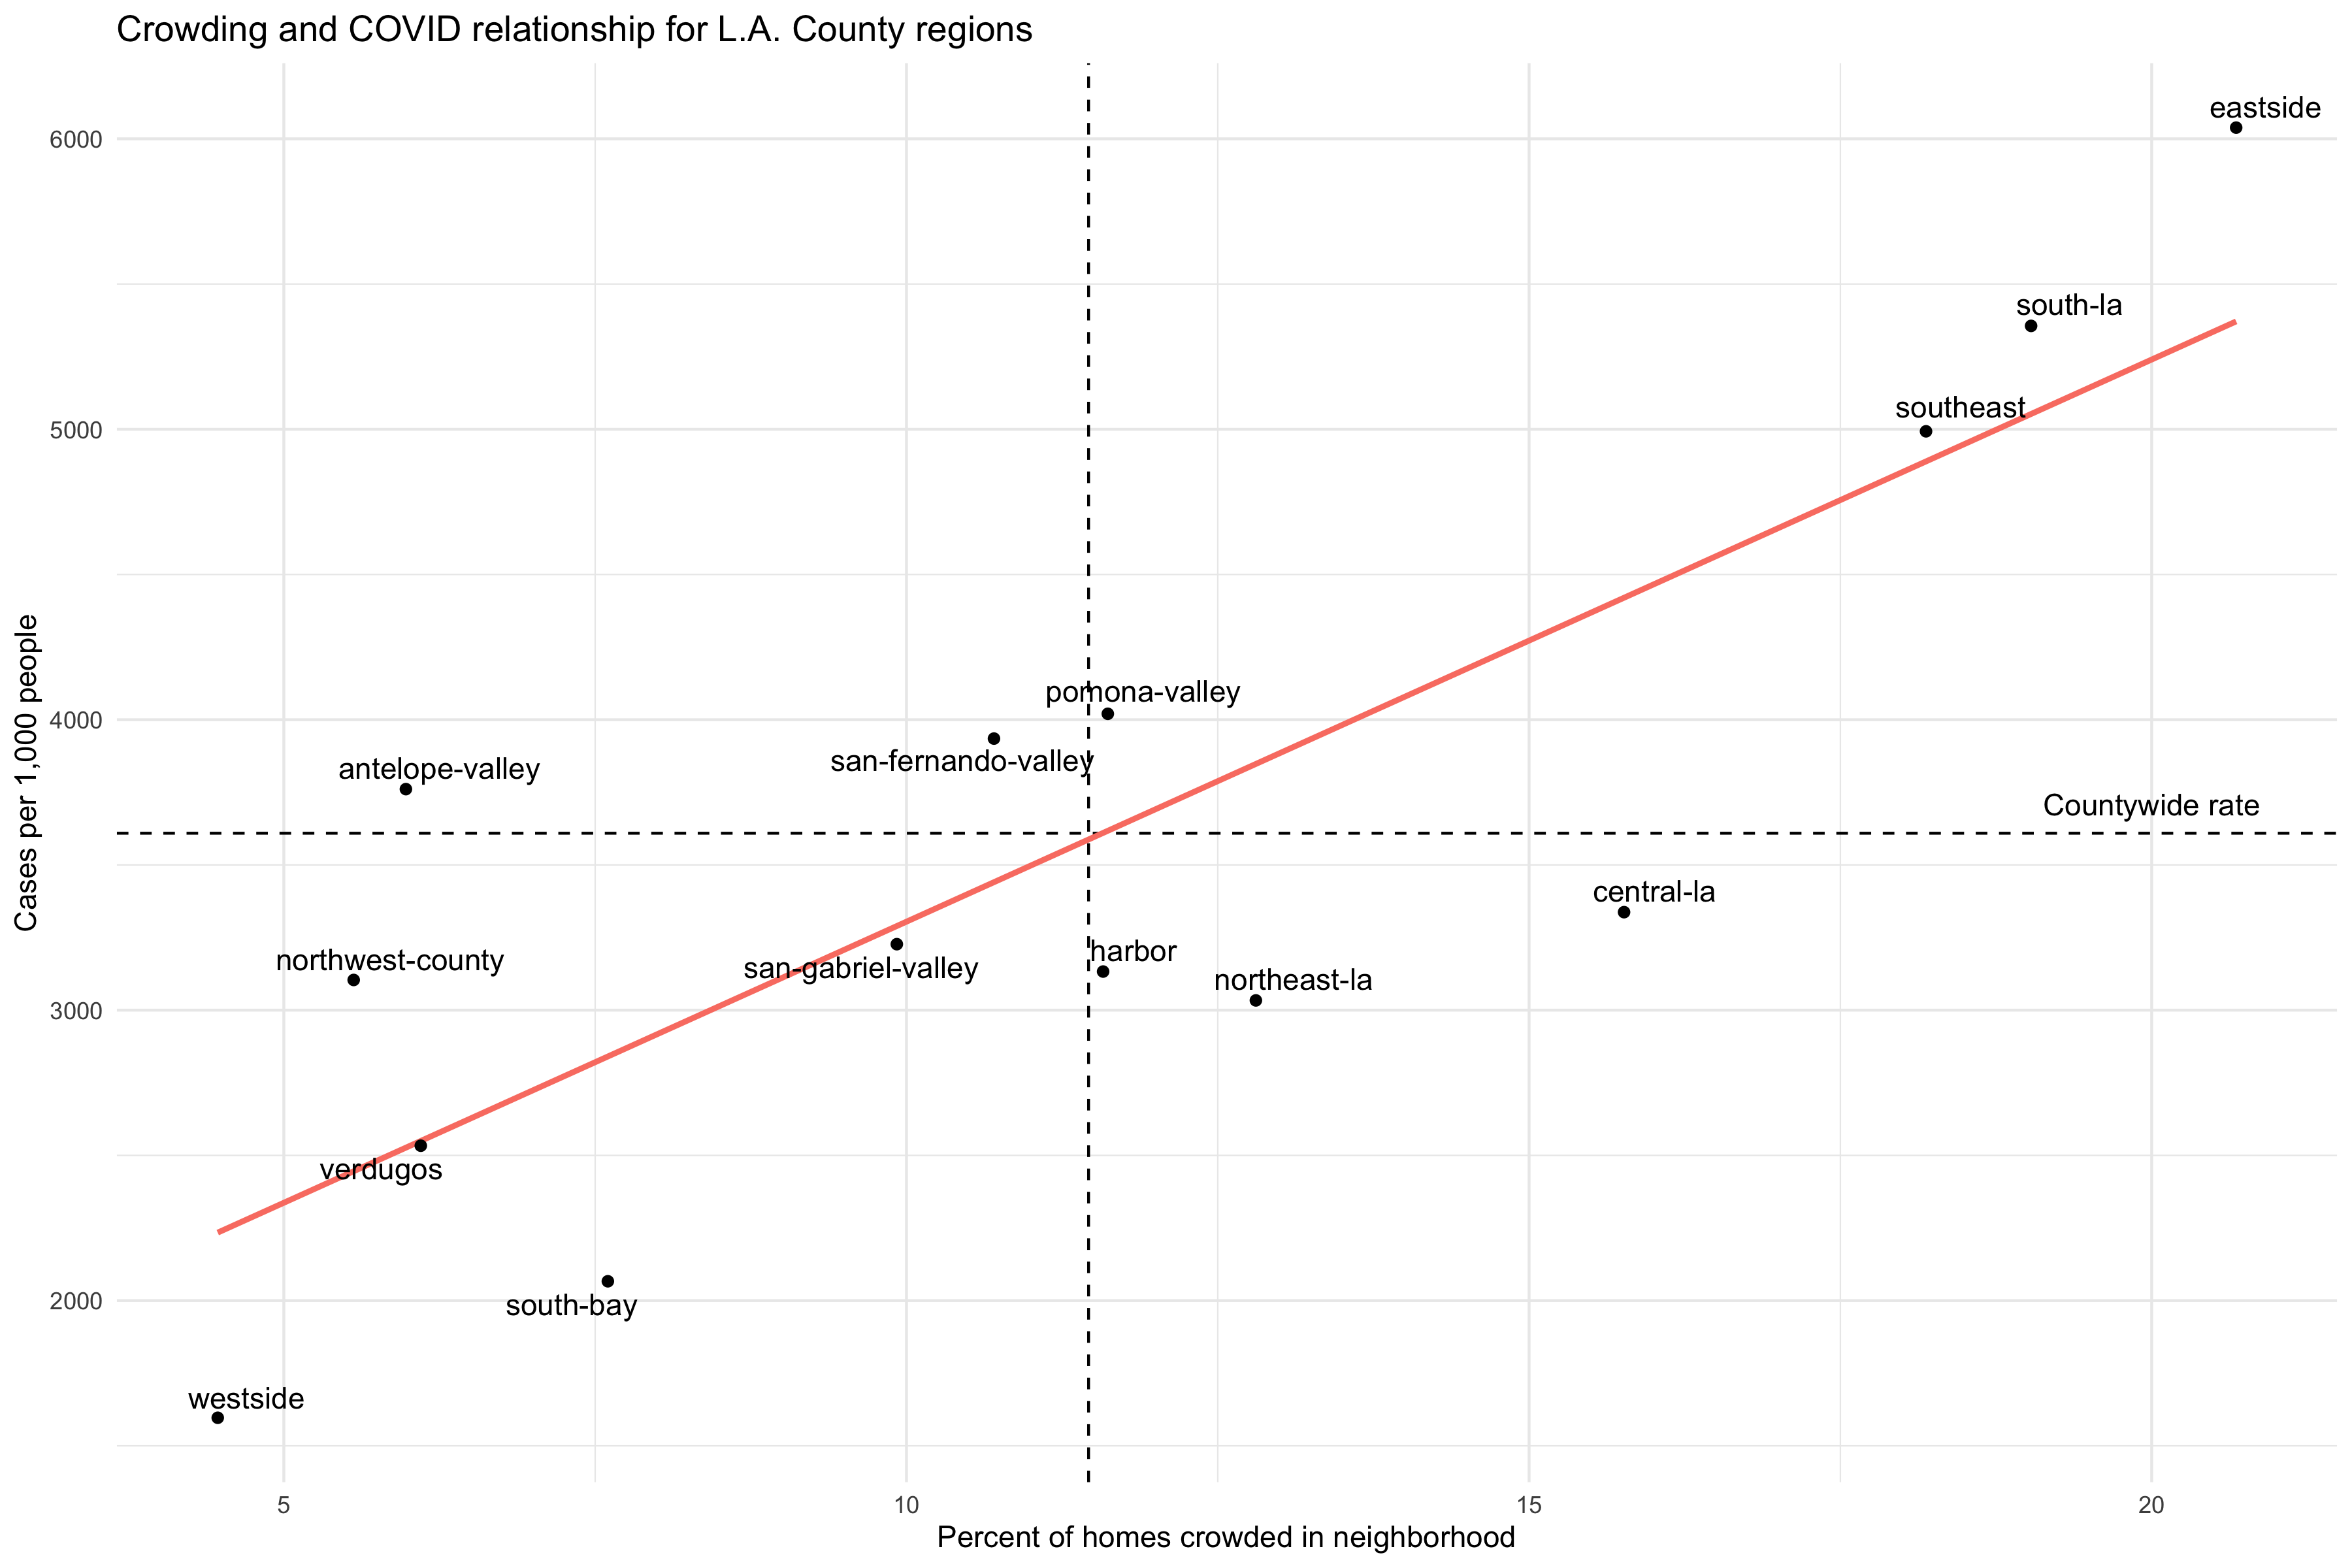 Crowding and COVID relationship for L.A. County regions
eastside
6000
south-la
southeast
5000
pomona-valley
4000
san-fernando-valley
antelope-valley
Countywide rate
central-la
harbor
northwest-county
san-gabriel-valley
northeast-la
3000
verdugos
2000
south-bay
westside
Cases per 1,000 people
5 10 15 20
Percent of homes crowded in neighborhood